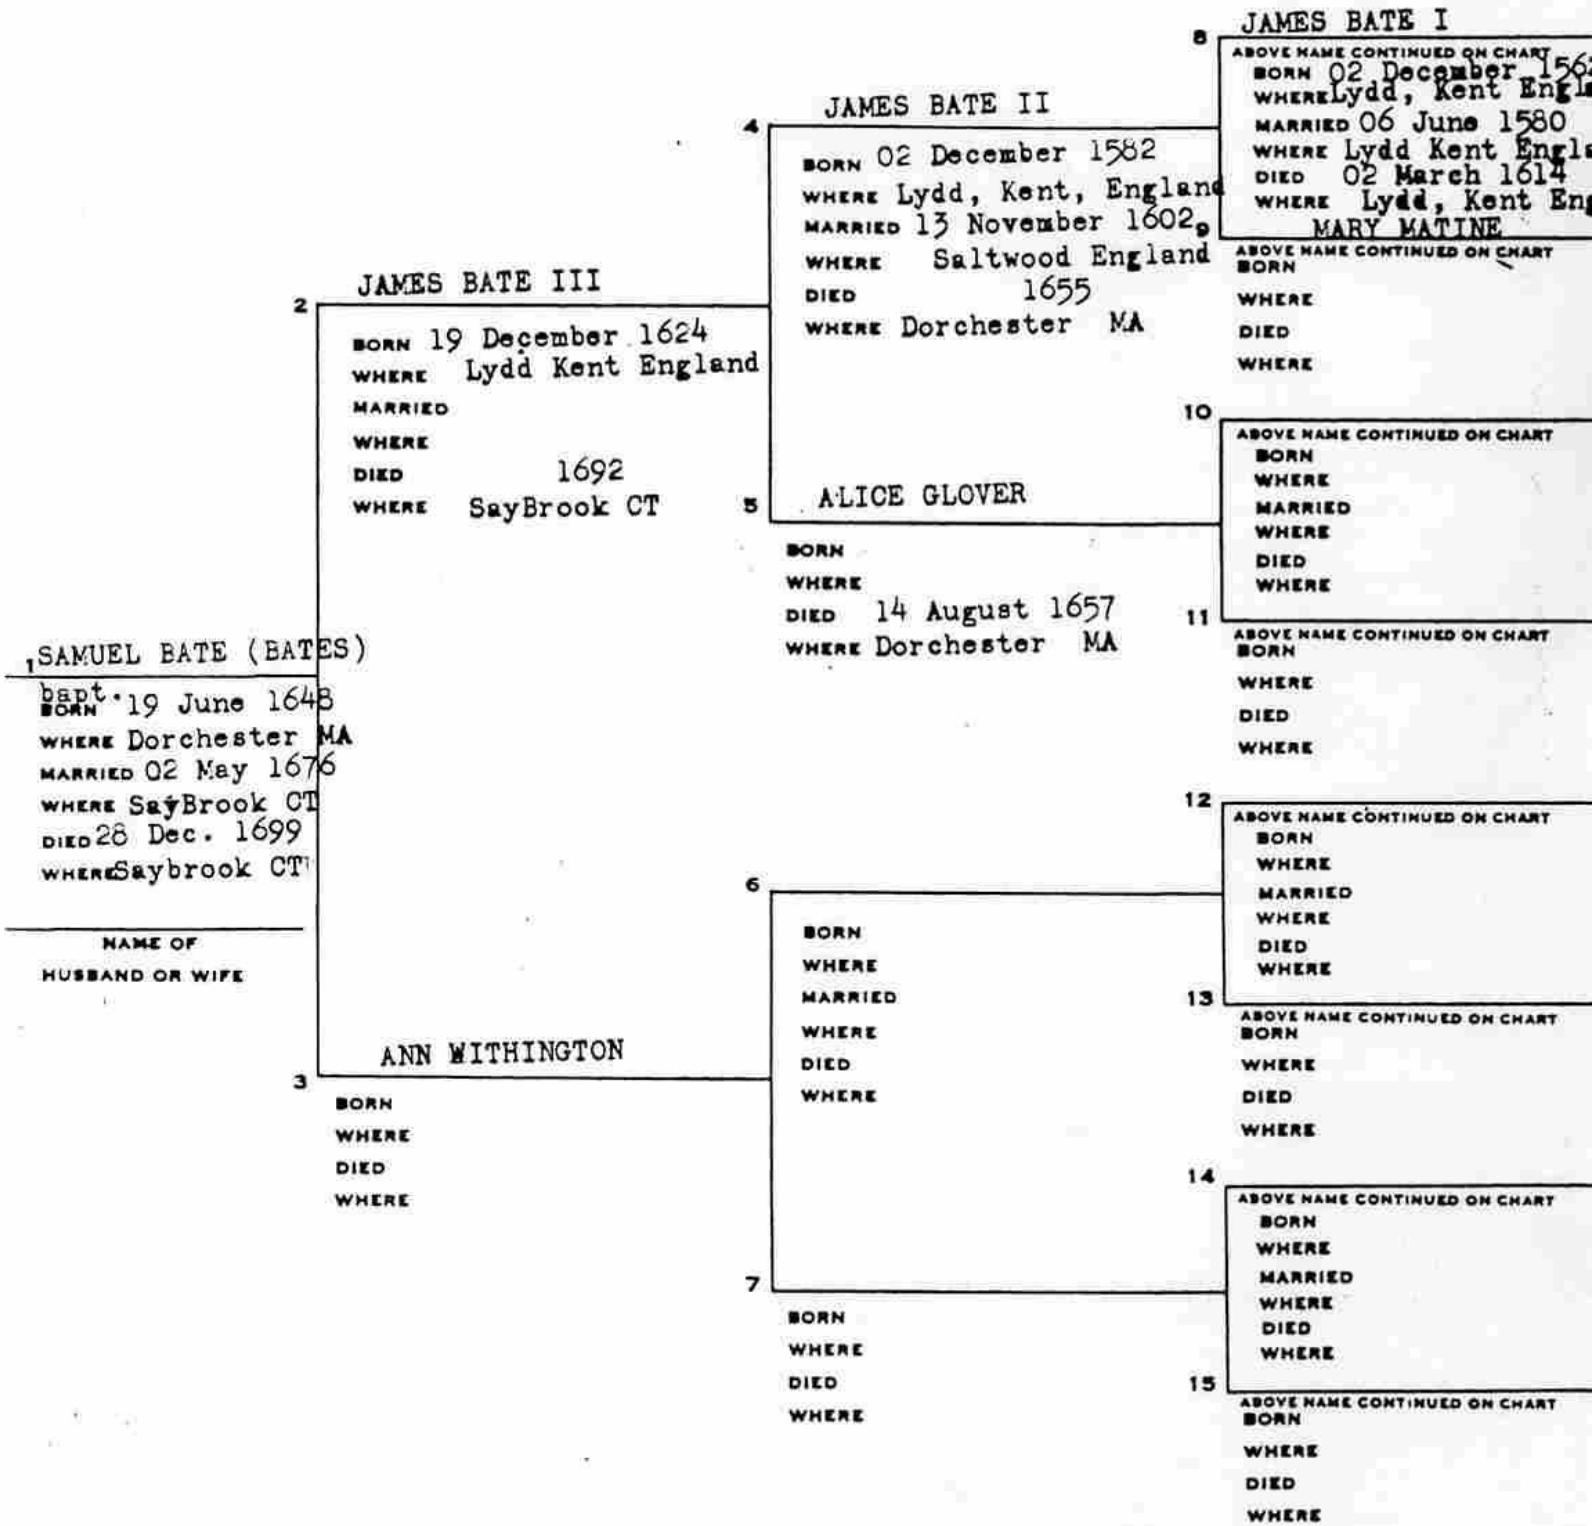 1 SAMUEL BATE (BATES)
bapt.
BORN 19 June 1648
WHERE Dorchester MA
MARRIED 02 May 1676
WHERE SayBrook CT
DIED 28 Dec. 1699
WHERE Saybrook CT
NAME OF
HUSBAND OR WIFE
2 JAMES BATE III
BORN 19 December 1624
WHERE Lydd Kent England
MARRIED
WHERE
DIED 1692
WHERE SayBrook CT
3 ANN WITHINGTON
BORN
WHERE
DIED
WHERE
4 JAMES BATE II
BORN 02 December 1582
WHERE Lydd, Kent, England
MARRIED 13 November 1602
WHERE Saltwood England
DIED 1655
WHERE Dorchester MA
5 ALICE GLOVER
BORN
WHERE
DIED 14 August 1657
WHERE Dorchester MA
6
BORN
WHERE
MARRIED
WHERE
DIED
WHERE
7
BORN
WHERE
DIED
WHERE
8 JAMES BATE I
ABOVE NAME CONTINUED ON CHART
BORN 02 December 156
WHERE Lydd, Kent Engl
MARRIED 06 June 1580
WHERE Lydd Kent Engl
DIED 02 March 1614
WHERE Lydd, Kent Eng
9 MARY MATINE
ABOVE NAME CONTINUED ON CHART
BORN
WHERE
DIED
WHERE
10
ABOVE NAME CONTINUED ON CHART
BORN
WHERE
MARRIED
WHERE
DIED
WHERE
11
ABOVE NAME CONTINUED ON CHART
BORN
WHERE
DIED
WHERE
12
ABOVE NAME CONTINUED ON CHART
BORN
WHERE
MARRIED
WHERE
DIED
WHERE
13
ABOVE NAME CONTINUED ON CHART
BORN
WHERE
DIED
WHERE
14
ABOVE NAME CONTINUED ON CHART
BORN
WHERE
MARRIED
WHERE
DIED
WHERE
15
ABOVE NAME CONTINUED ON CHART
BORN
WHERE
DIED
WHERE